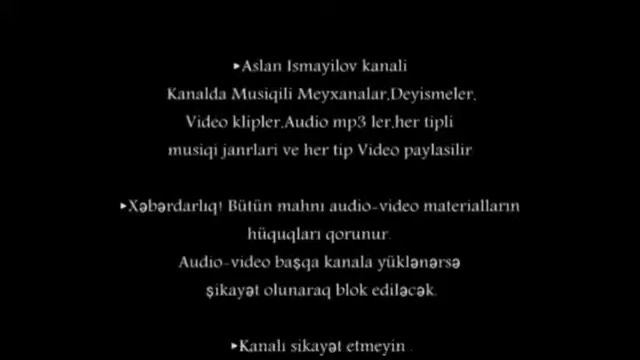 ▸Aslan Ismayilov kanali
Kanalda Musiqili Meyxanalar,Deyismeler,
Video klipler,Audio mp3 ler,her tipli
musiqi janrlari ve her tip Video paylasilir
▸Xəbərdarlıq! Bütün mahnı audio-video materialların
hüquqları qorunur.
Audio-video başqa kanala yüklənərsə
şikayət olunaraq blok ediləcək.
▸Kanalı sikayət etmeyin .